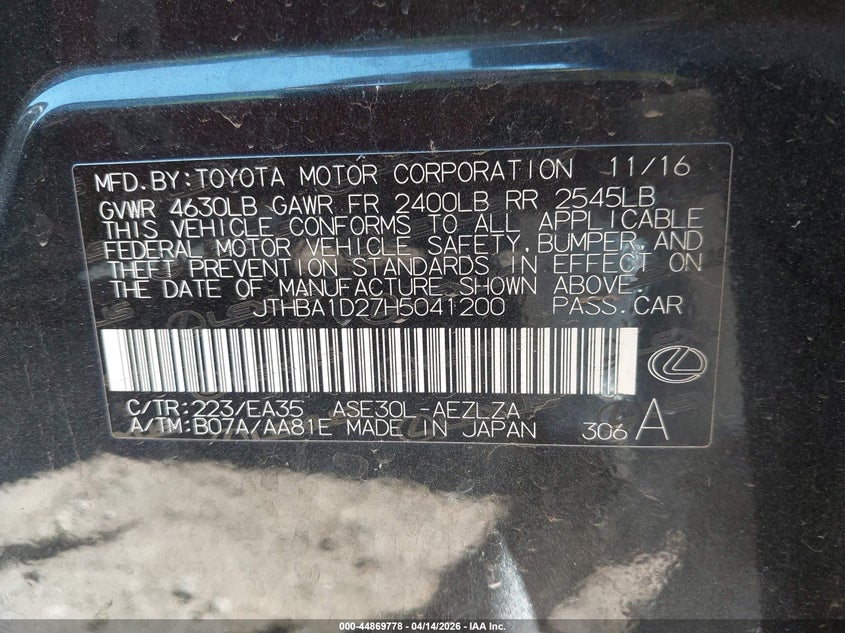 MFD.BY:TOYOTA MOTOR CORPORATION 11/16
GVWR 4630LB GAWR FR 2400LB RR 2545LB
THIS VEHICLE CONFORMS TO ALL APPLICABLE
FEDERAL MOTOR VEHICLE SAFETY,BUMPER,AND
THEFT PREVENTION STANDARDS IN EFFECT ON
THE DATE OF MANUFACTURE SHOWN ABOVE.
JTHBA1D27H5041200 PASS.CAR
C/TR:223/EA35 ASE30L-AEZLZA
A/TM:B07A/AA81E MADE IN JAPAN 306 A
000-44869778 - 04/14/2026 - IAA Inc.